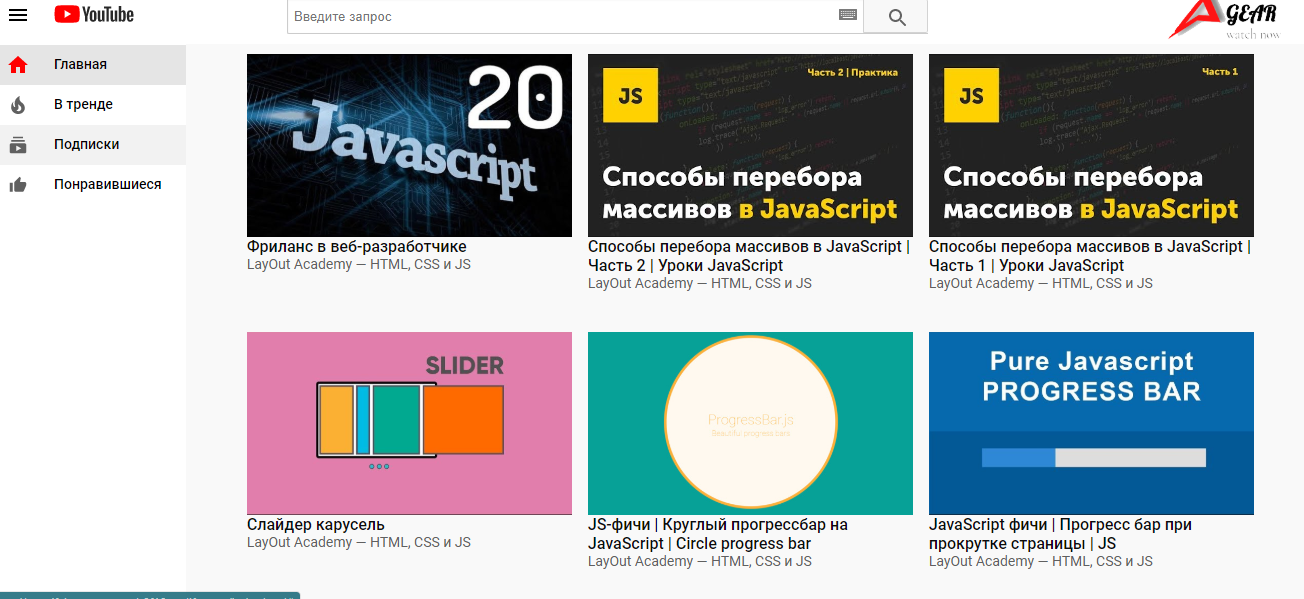 YouTube
Введите запрос
GEAR
watch now
Главная
В тренде
Подписки
Понравившиеся
20
Javascript
Фриланс в веб-разработчике
LayOut Academy — HTML, CSS и JS
JS
Часть 2 | Практика
Способы перебора
массивов в JavaScript
Способы перебора массивов в JavaScript |
Часть 2 | Уроки JavaScript
LayOut Academy — HTML, CSS и JS
JS
Часть 1
Способы перебора
массивов в JavaScript
Способы перебора массивов в JavaScript |
Часть 1 | Уроки JavaScript
LayOut Academy — HTML, CSS и JS
SLIDER
Слайдер карусель
LayOut Academy — HTML, CSS и JS
ProgressBar.js
Beautiful progress bars
JS-фичи | Круглый прогрессбар на
JavaScript | Circle progress bar
LayOut Academy — HTML, CSS и JS
Pure Javascript
PROGRESS BAR
JavaScript фичи | Прогресс бар при
прокрутке страницы | JS
LayOut Academy — HTML, CSS и JS